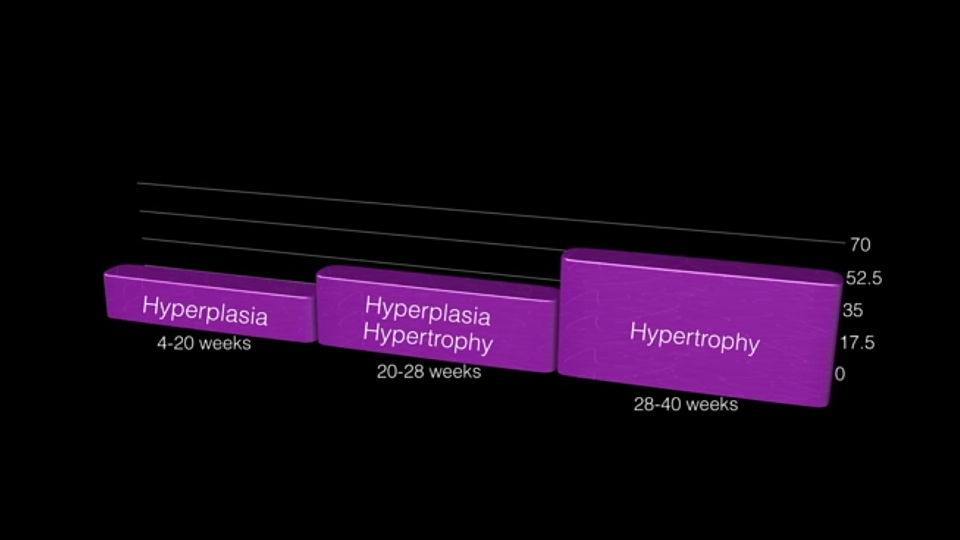 Hyperplasia
4-20 weeks
Hyperplasia
Hypertrophy
20-28 weeks
Hypertrophy
28-40 weeks
70
52.5
35
17.5
0